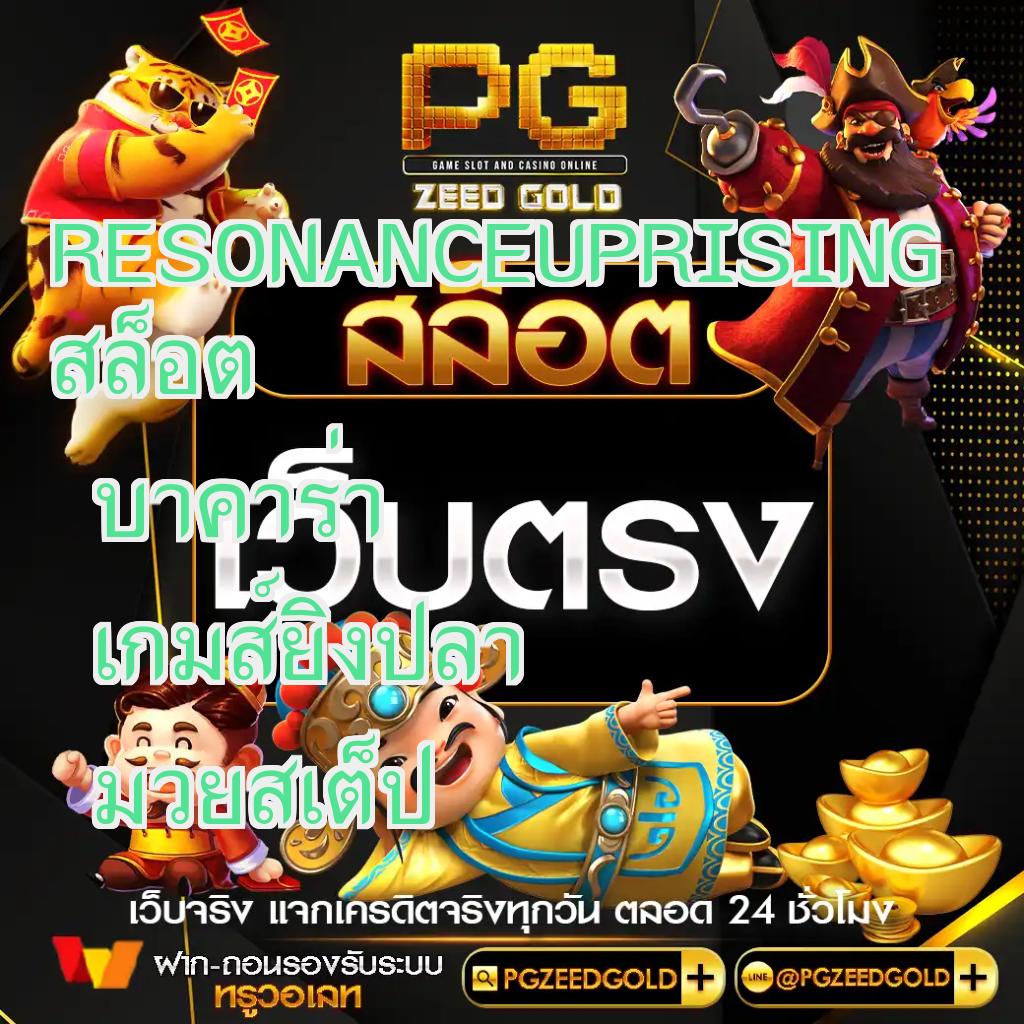 PG
GAME SLOT AND CASINO ONLINE
ZEED GOLD
RESONANCEUPRISING
สล็อต
สล็อต
บาคาร่า
เว็บตรง
เกมส์ยิงปลา
มวยสเต็ป
เว็บจริง แจกเครดิตจริงทุกวัน ตลอด 24 ชั่วโมง
ฝาก-ถอนรองรับระบบ
ทรูวอเลท
PGZEEDGOLD +
LINE @PGZEEDGOLD +